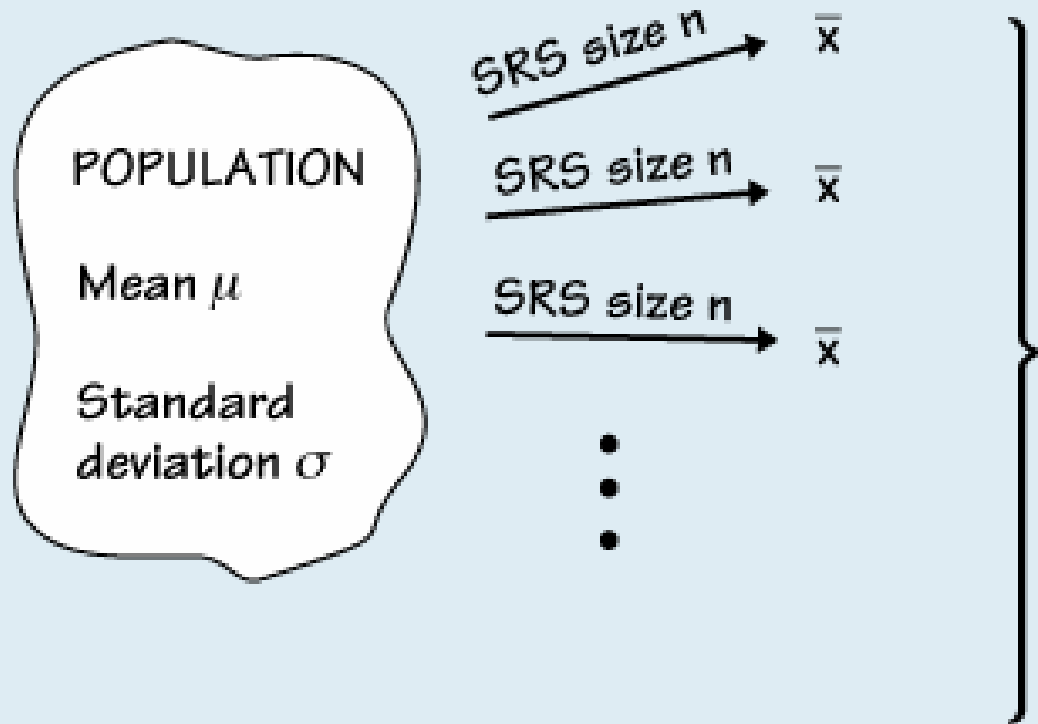 SRS size n
x̄
POPULATION
SRS size n
x̄
Mean μ
SRS size n
x̄
Standard
deviation σ